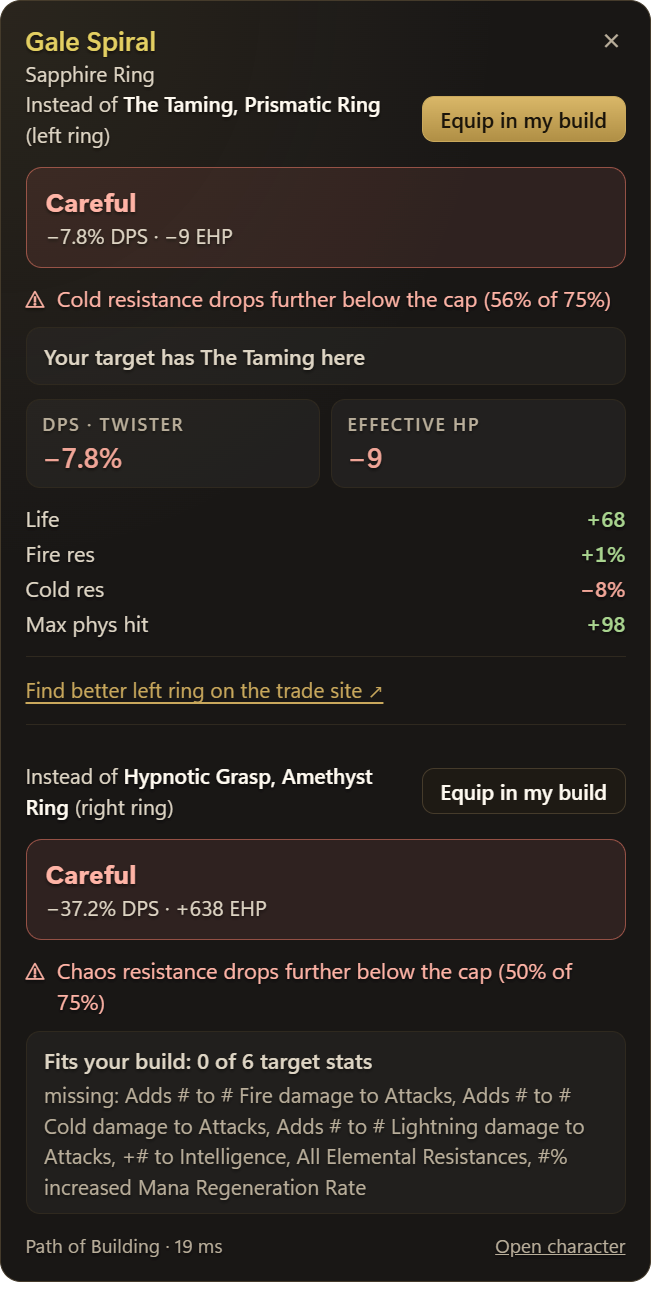 Gale Spiral
×
Sapphire Ring
Instead of The Taming, Prismatic Ring
(left ring)
Equip in my build
Careful
−7.8% DPS · −9 EHP
⚠ Cold resistance drops further below the cap (56% of 75%)
Your target has The Taming here
DPS · TWISTER
−7.8%
EFFECTIVE HP
−9
Life +68
Fire res +1%
Cold res −8%
Max phys hit +98
Find better left ring on the trade site ↗
Instead of Hypnotic Grasp, Amethyst
Ring (right ring)
Equip in my build
Careful
−37.2% DPS · +638 EHP
⚠ Chaos resistance drops further below the cap (50% of
75%)
Fits your build: 0 of 6 target stats
missing: Adds # to # Fire damage to Attacks, Adds # to #
Cold damage to Attacks, Adds # to # Lightning damage to
Attacks, +# to Intelligence, All Elemental Resistances, #%
increased Mana Regeneration Rate
Path of Building · 19 ms
Open character